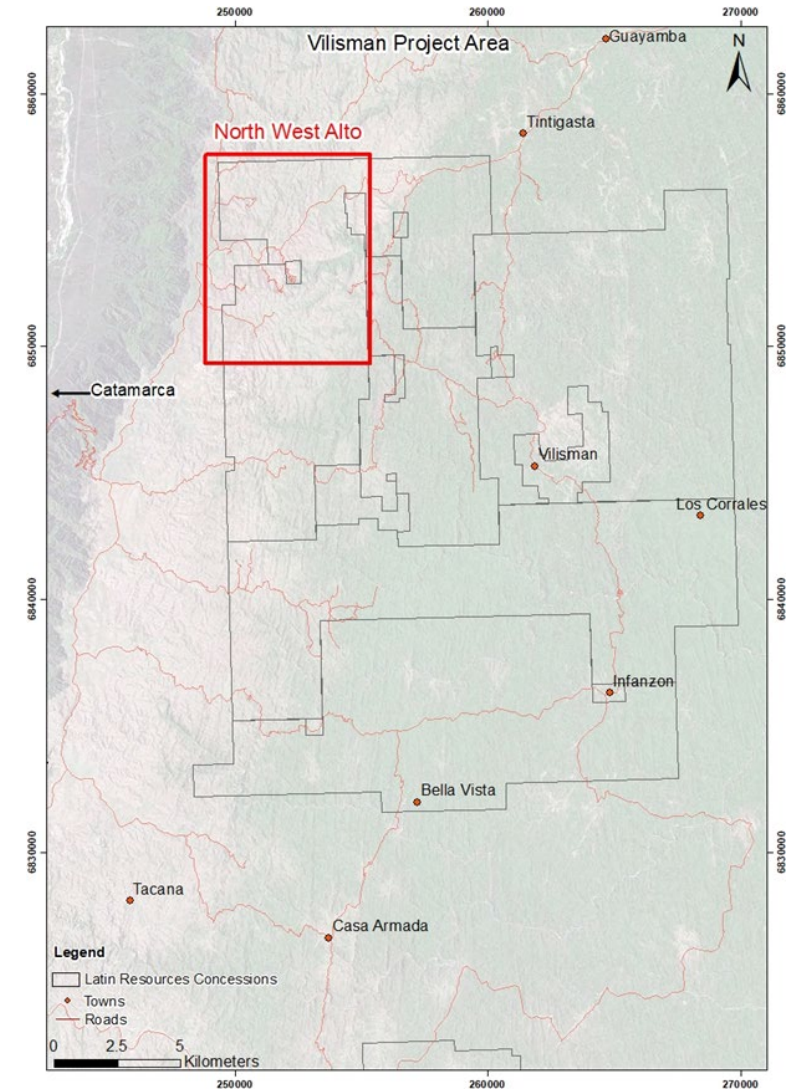 250000
260000
270000
Vilisman Project Area
Guayamba
N
6860000
6860000
Tintigasta
North West Alto
6850000
6850000
Catamarca
Vilisman
Los Corrales
6840000
6840000
Infanzon
Bella Vista
6830000
6830000
Tacana
Casa Armada
Legend
Latin Resources Concessions
Towns
Roads
0 2.5 5
Kilometers
250000
260000
270000